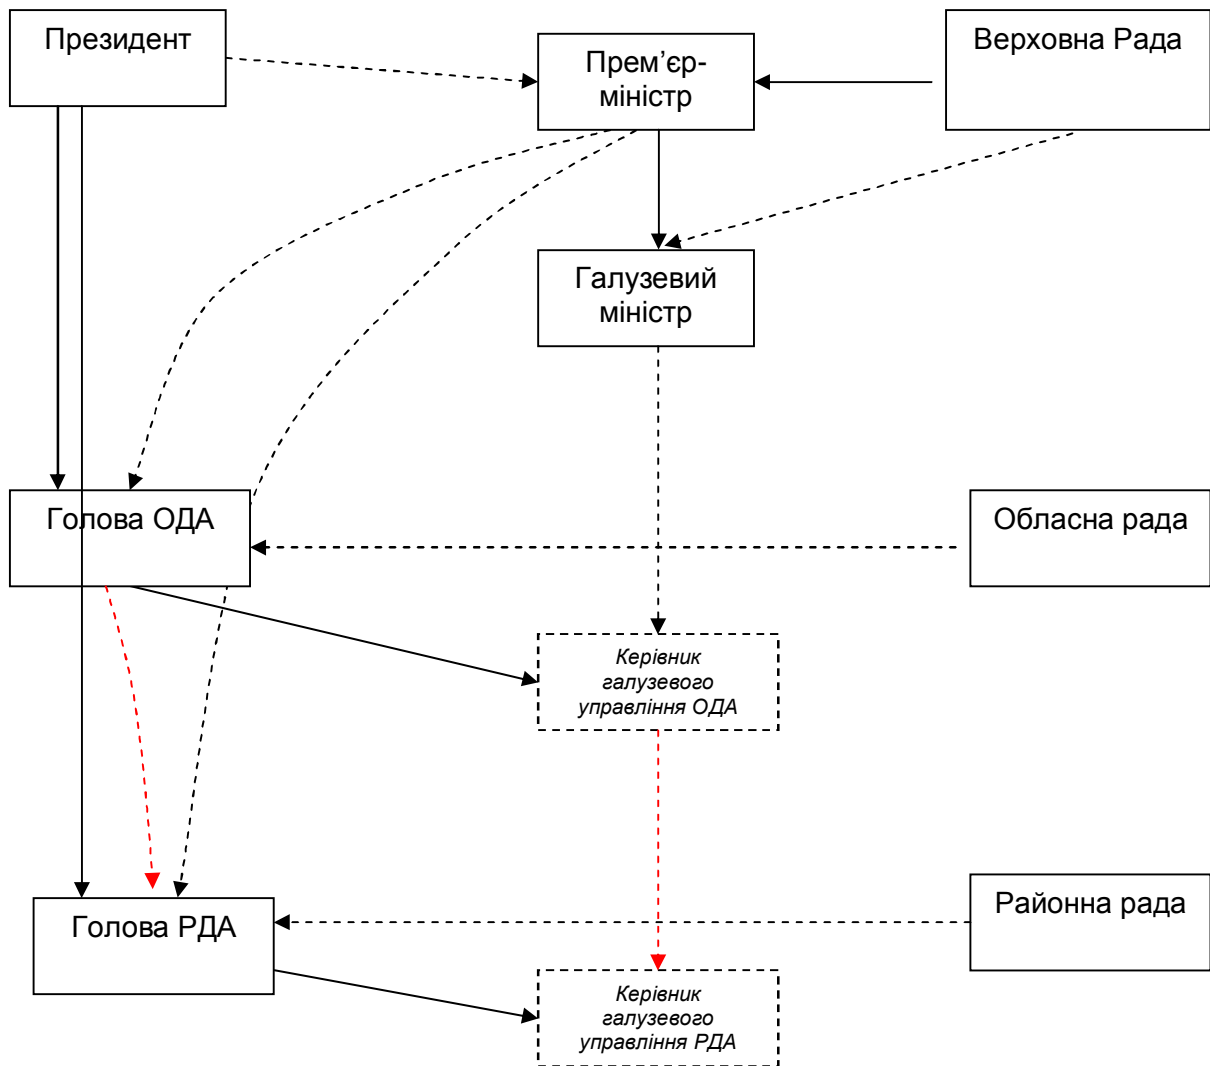 Президент
Прем’єр-
міністр
Верховна Рада
Галузевий
міністр
Голова ОДА
Обласна рада
Керівник
галузевого
управління ОДА
Голова РДА
Районна рада
Керівник
галузевого
управління РДА